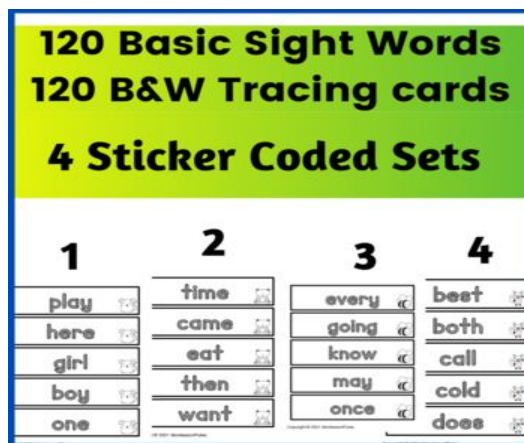 120 Basic Sight Words
120 B&W Tracing cards
4 Sticker Coded Sets
1
play
here
girl
boy
one
2
time
came
eat
then
want
3
every
going
know
may
once
4
best
both
call
cold
does